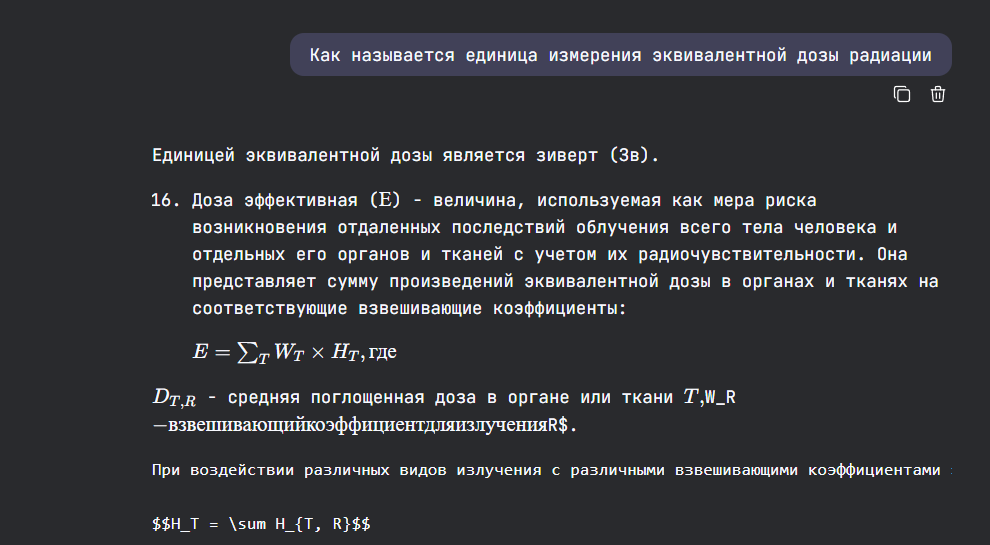 Как называется единица измерения эквивалентной дозы радиации
Единицей эквивалентной дозы является зиверт (Зв).
16. Доза эффективная (E) - величина, используемая как мера риска
возникновения отдаленных последствий облучения всего тела человека и
отдельных его органов и тканей с учетом их радиочувствительности. Она
представляет сумму произведений эквивалентной дозы в органах и тканях на
соответствующие взвешивающие коэффициенты:
E = ∑_T W_T × H_T, где
D_{T,R} - средняя поглощенная доза в органе или ткани T,W_R
−взвешивающийкоэффициентдляизлученияR$.
При воздействии различных видов излучения с различными взвешивающими коэффициентами
$$H_T = \sum H_{T, R}$$